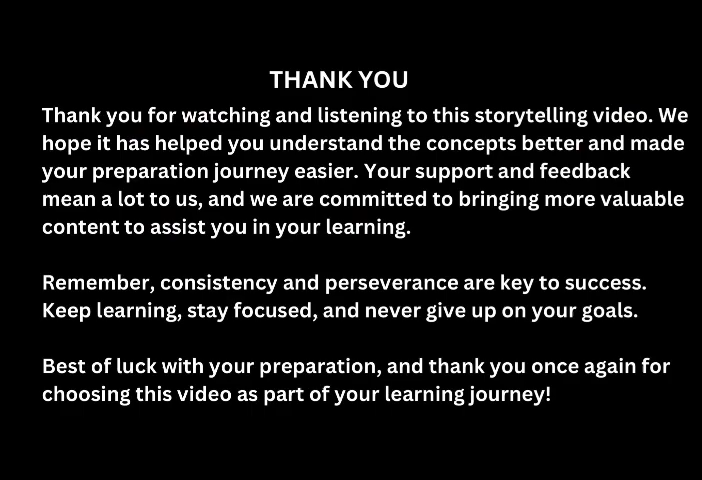 THANK YOU
Thank you for watching and listening to this storytelling video. We
hope it has helped you understand the concepts better and made
your preparation journey easier. Your support and feedback
mean a lot to us, and we are committed to bringing more valuable
content to assist you in your learning.
Remember, consistency and perseverance are key to success.
Keep learning, stay focused, and never give up on your goals.
Best of luck with your preparation, and thank you once again for
choosing this video as part of your learning journey!